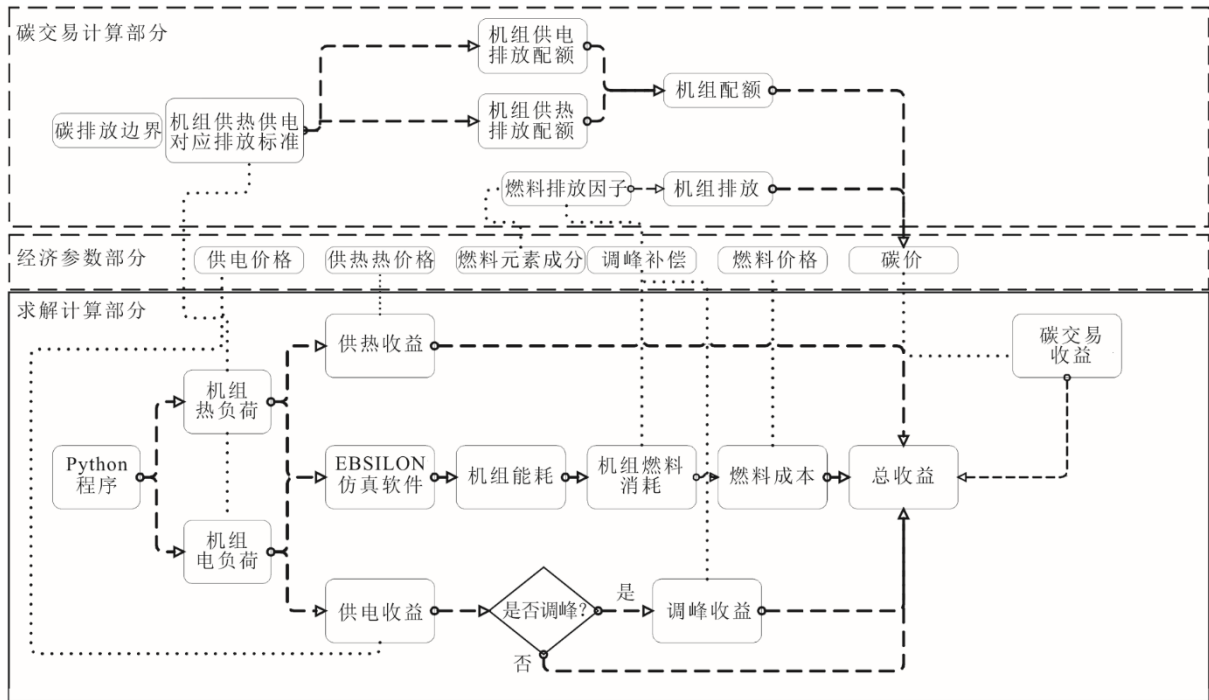 碳交易计算部分
机组供电
排放配额
机组配额
机组供热
排放配额
碳排放边界
机组供热供电
对应排放标准
燃料排放因子
机组排放
经济参数部分
供电价格
供热热价格
燃料元素成分
调峰补偿
燃料价格
碳价
求解计算部分
供热收益
碳交易
收益
机组
热负荷
Python
程序
EBSILON
仿真软件
机组能耗
机组燃料
消耗
燃料成本
总收益
机组
电负荷
供电收益
是否调峰?
是
调峰收益
否